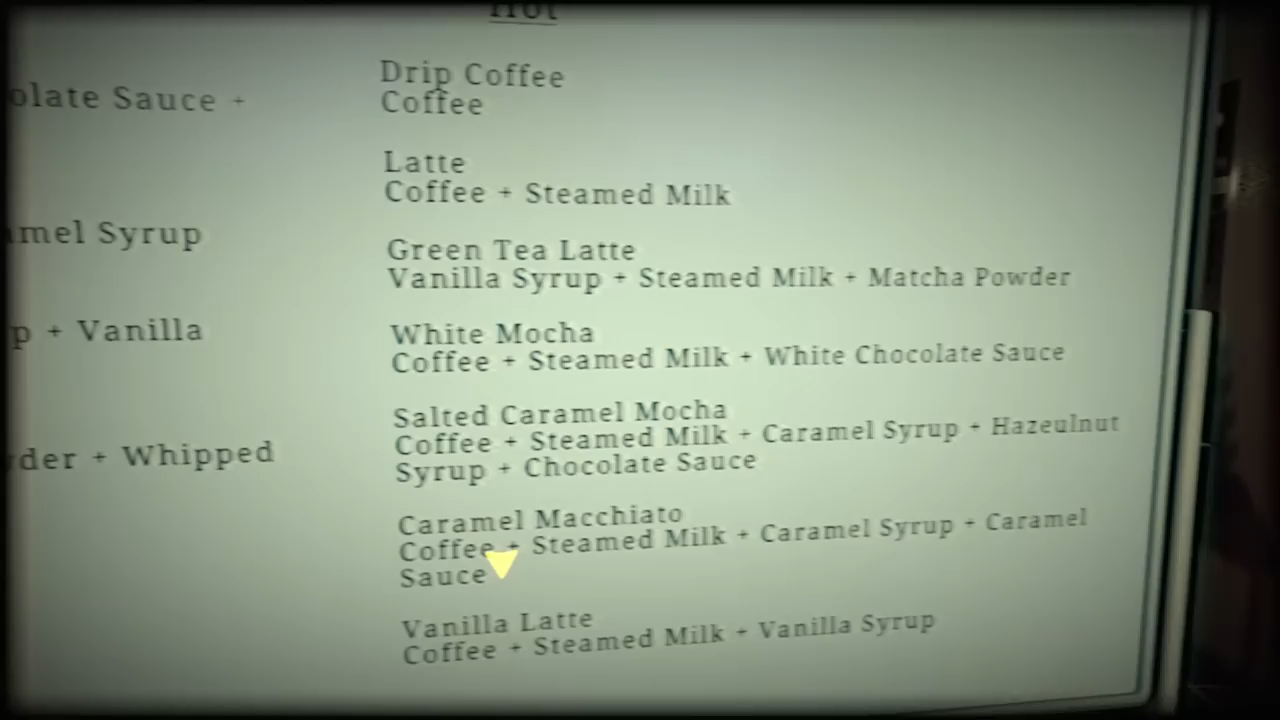 Hot
Drip Coffee
Coffee
Latte
Coffee + Steamed Milk
Green Tea Latte
Vanilla Syrup + Steamed Milk + Matcha Powder
White Mocha
Coffee + Steamed Milk + White Chocolate Sauce
Salted Caramel Mocha
Coffee + Steamed Milk + Caramel Syrup + Hazeulnut
Syrup + Chocolate Sauce
Caramel Macchiato
Coffee + Steamed Milk + Caramel Syrup + Caramel
Sauce
Vanilla Latte
Coffee + Steamed Milk + Vanilla Syrup
olate Sauce +
mel Syrup
p + Vanilla
der + Whipped